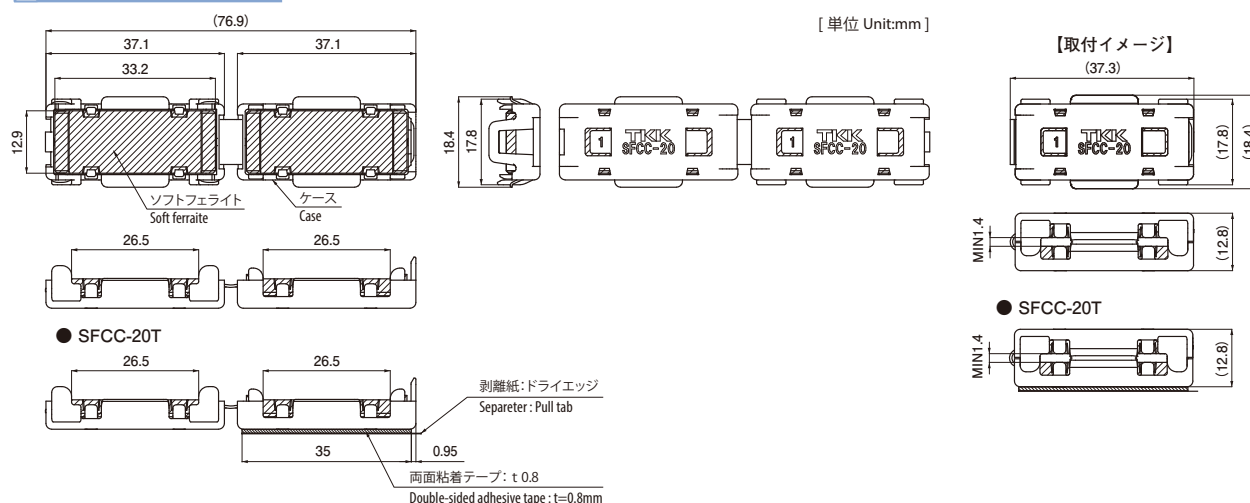 [ 単位 Unit:mm ]
(76.9)
37.1
37.1
33.2
12.9
ソフトフェライト
Soft ferraite
ケース
Case
18.4
17.8
1
TKK
SFCC-20
1
TKK
SFCC-20
【取付イメージ】
(37.3)
1
TKK
SFCC-20
(17.8)
(18.4)
26.5
26.5
MIN1.4
(12.8)
● SFCC-20T
26.5
26.5
剥離紙:ドライエッジ
Separeter : Pull tab
35
0.95
両面粘着テープ: t 0.8
Double-sided adhesive tape : t=0.8mm
● SFCC-20T
MIN1.4
(12.8)